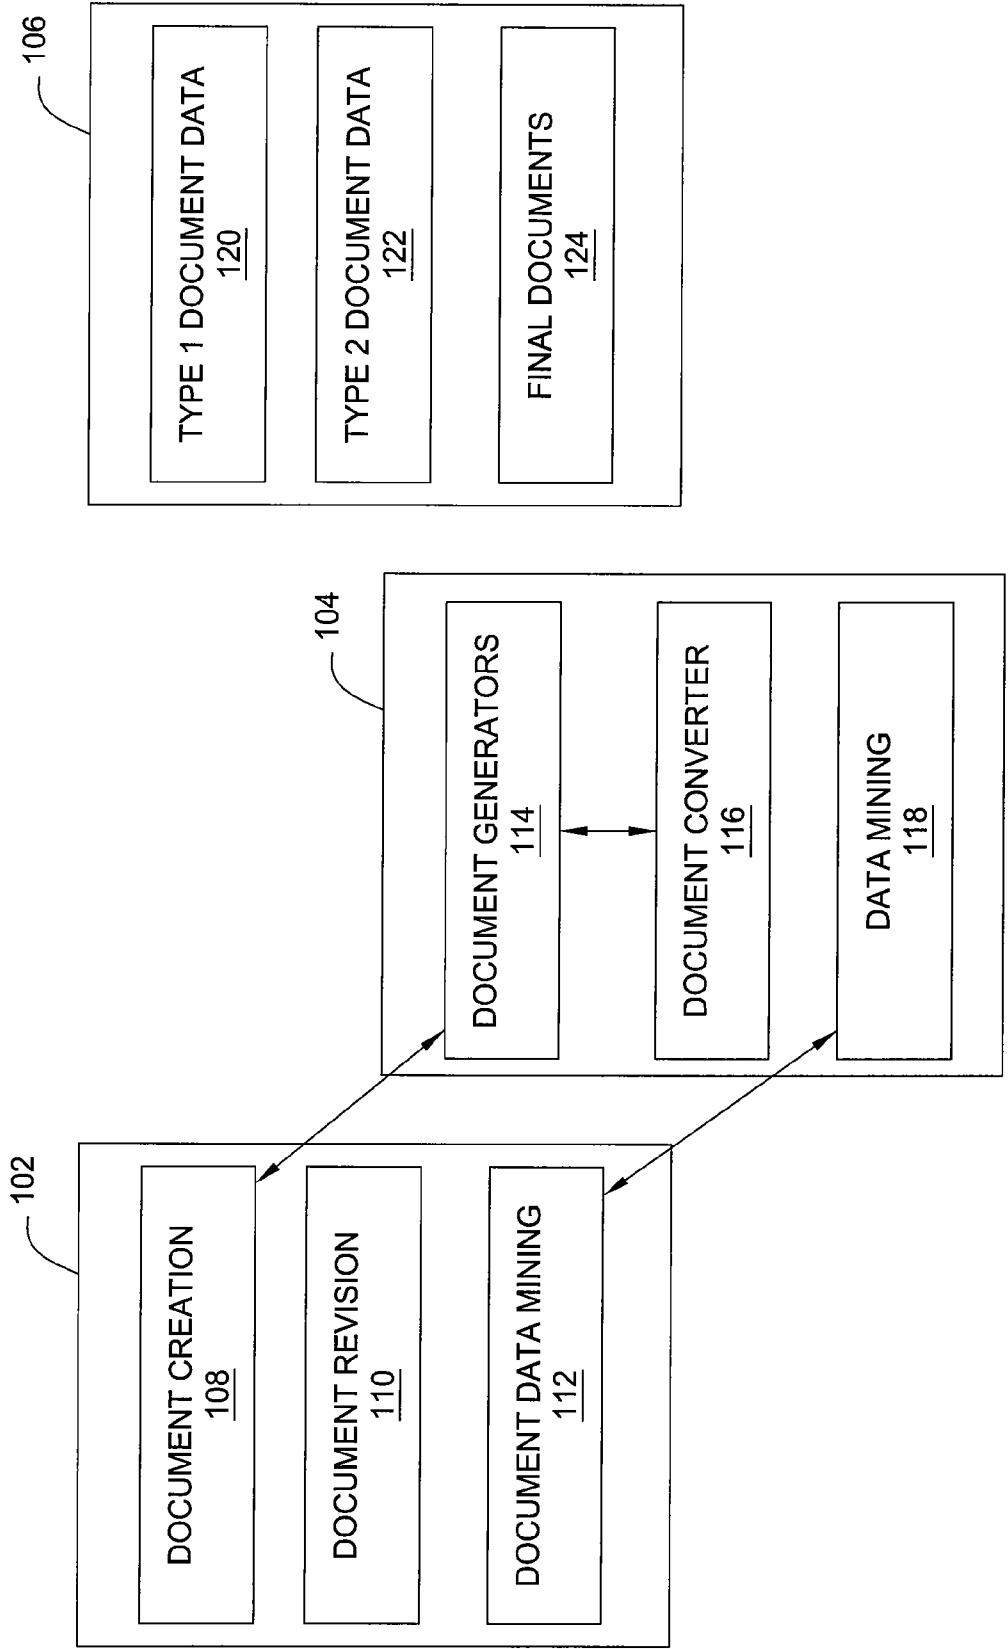 102
DOCUMENT CREATION
108
DOCUMENT REVISION
110
DOCUMENT DATA MINING
112
104
DOCUMENT GENERATORS
114
DOCUMENT CONVERTER
116
DATA MINING
118
106
TYPE 1 DOCUMENT DATA
120
TYPE 2 DOCUMENT DATA
122
FINAL DOCUMENTS
124